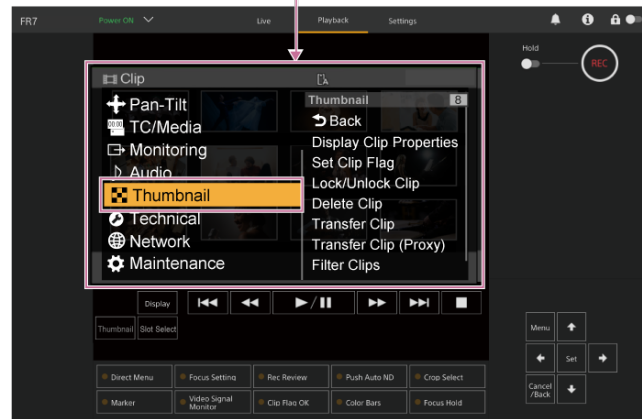 FR7
Power ON
Live
Playback
Settings
Hold
REC
Clip
Pan-Tilt
00:00
TC/Media
Monitoring
Audio
Thumbnail
Technical
Network
Maintenance
Thumbnail 8
Back
Display Clip Properties
Set Clip Flag
Lock/Unlock Clip
Delete Clip
Transfer Clip
Transfer Clip (Proxy)
Filter Clips
Display
Thumbnail
Slot Select
Direct Menu
Focus Setting
Rec Review
Push Auto ND
Crop Select
Marker
Video Signal
Monitor
Clip Flag OK
Color Bars
Focus Hold
Menu
Set
Cancel
/Back